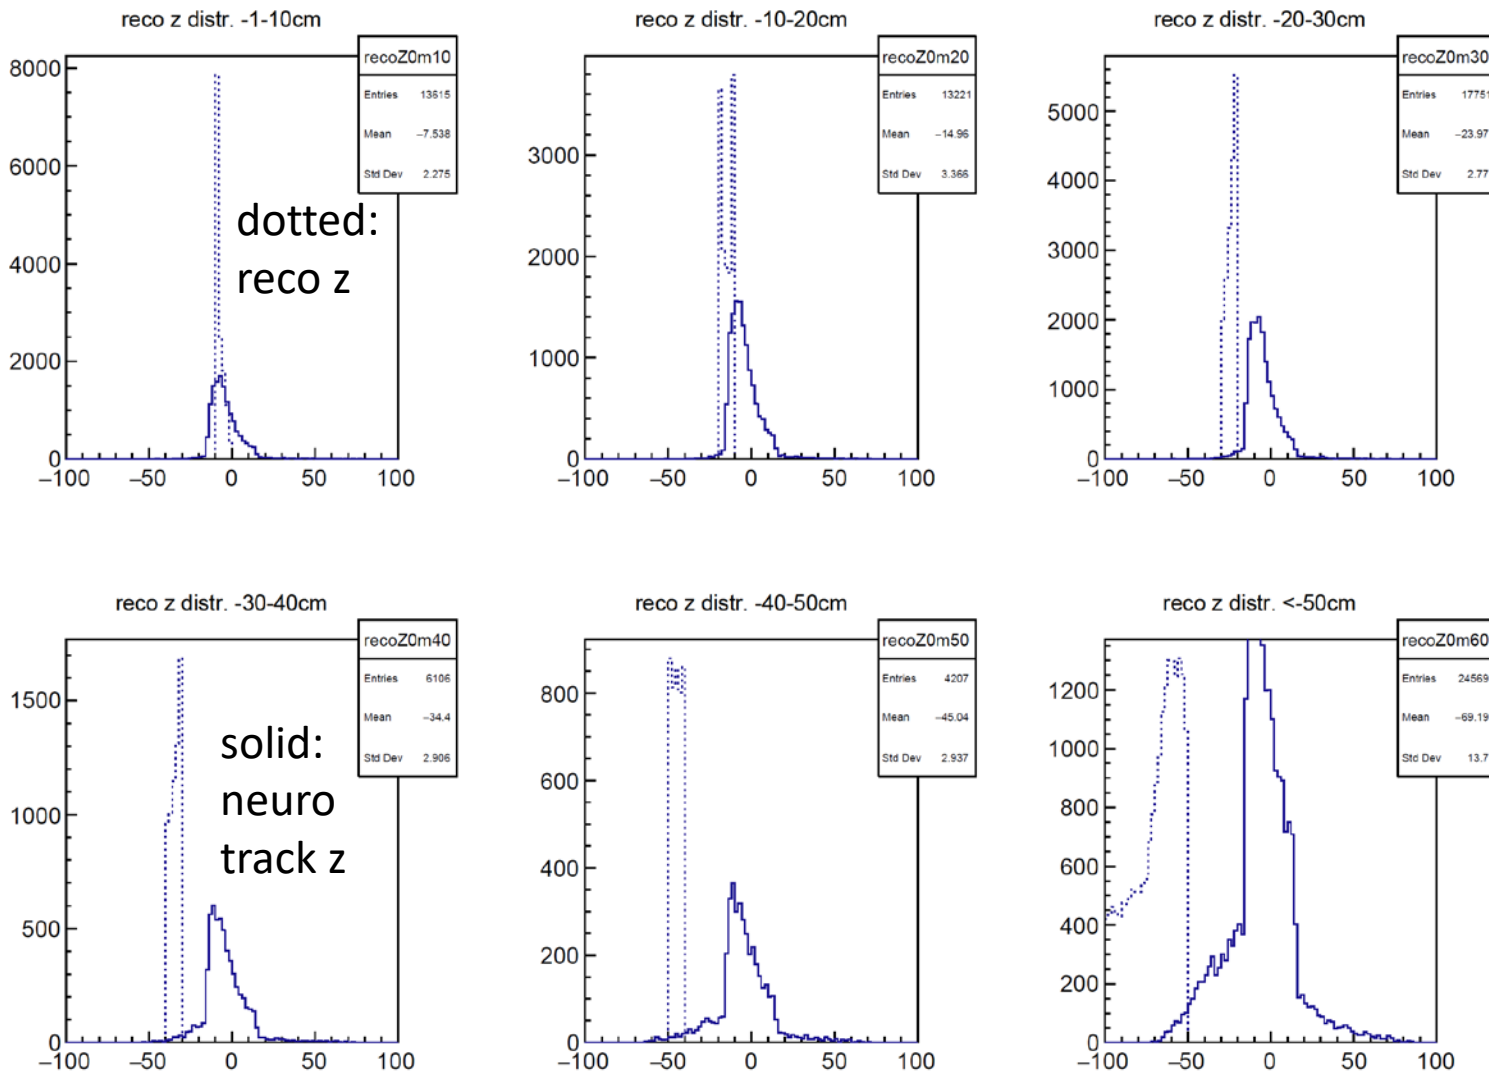 reco z distr. -1-10cm
recoZ0m10
Entries 13615
Mean −7.538
Std Dev 2.275
8000
6000
4000
2000
0
−100 −50 0 50 100
dotted:
reco z
reco z distr. -10-20cm
recoZ0m20
Entries 13221
Mean −14.96
Std Dev 3.366
3000
2000
1000
0
−100 −50 0 50 100
reco z distr. -20-30cm
recoZ0m30
Entries 17751
Mean −23.97
Std Dev 2.77
5000
4000
3000
2000
1000
0
−100 −50 0 50 100
reco z distr. -30-40cm
recoZ0m40
Entries 6106
Mean −34.4
Std Dev 2.906
1500
1000
500
0
−100 −50 0 50 100
solid:
neuro
track z
reco z distr. -40-50cm
recoZ0m50
Entries 4207
Mean −45.04
Std Dev 2.937
800
600
400
200
0
−100 −50 0 50 100
reco z distr. <-50cm
recoZ0m60
Entries 24569
Mean −69.19
Std Dev 13.7
1200
1000
800
600
400
200
0
−100 −50 0 50 100